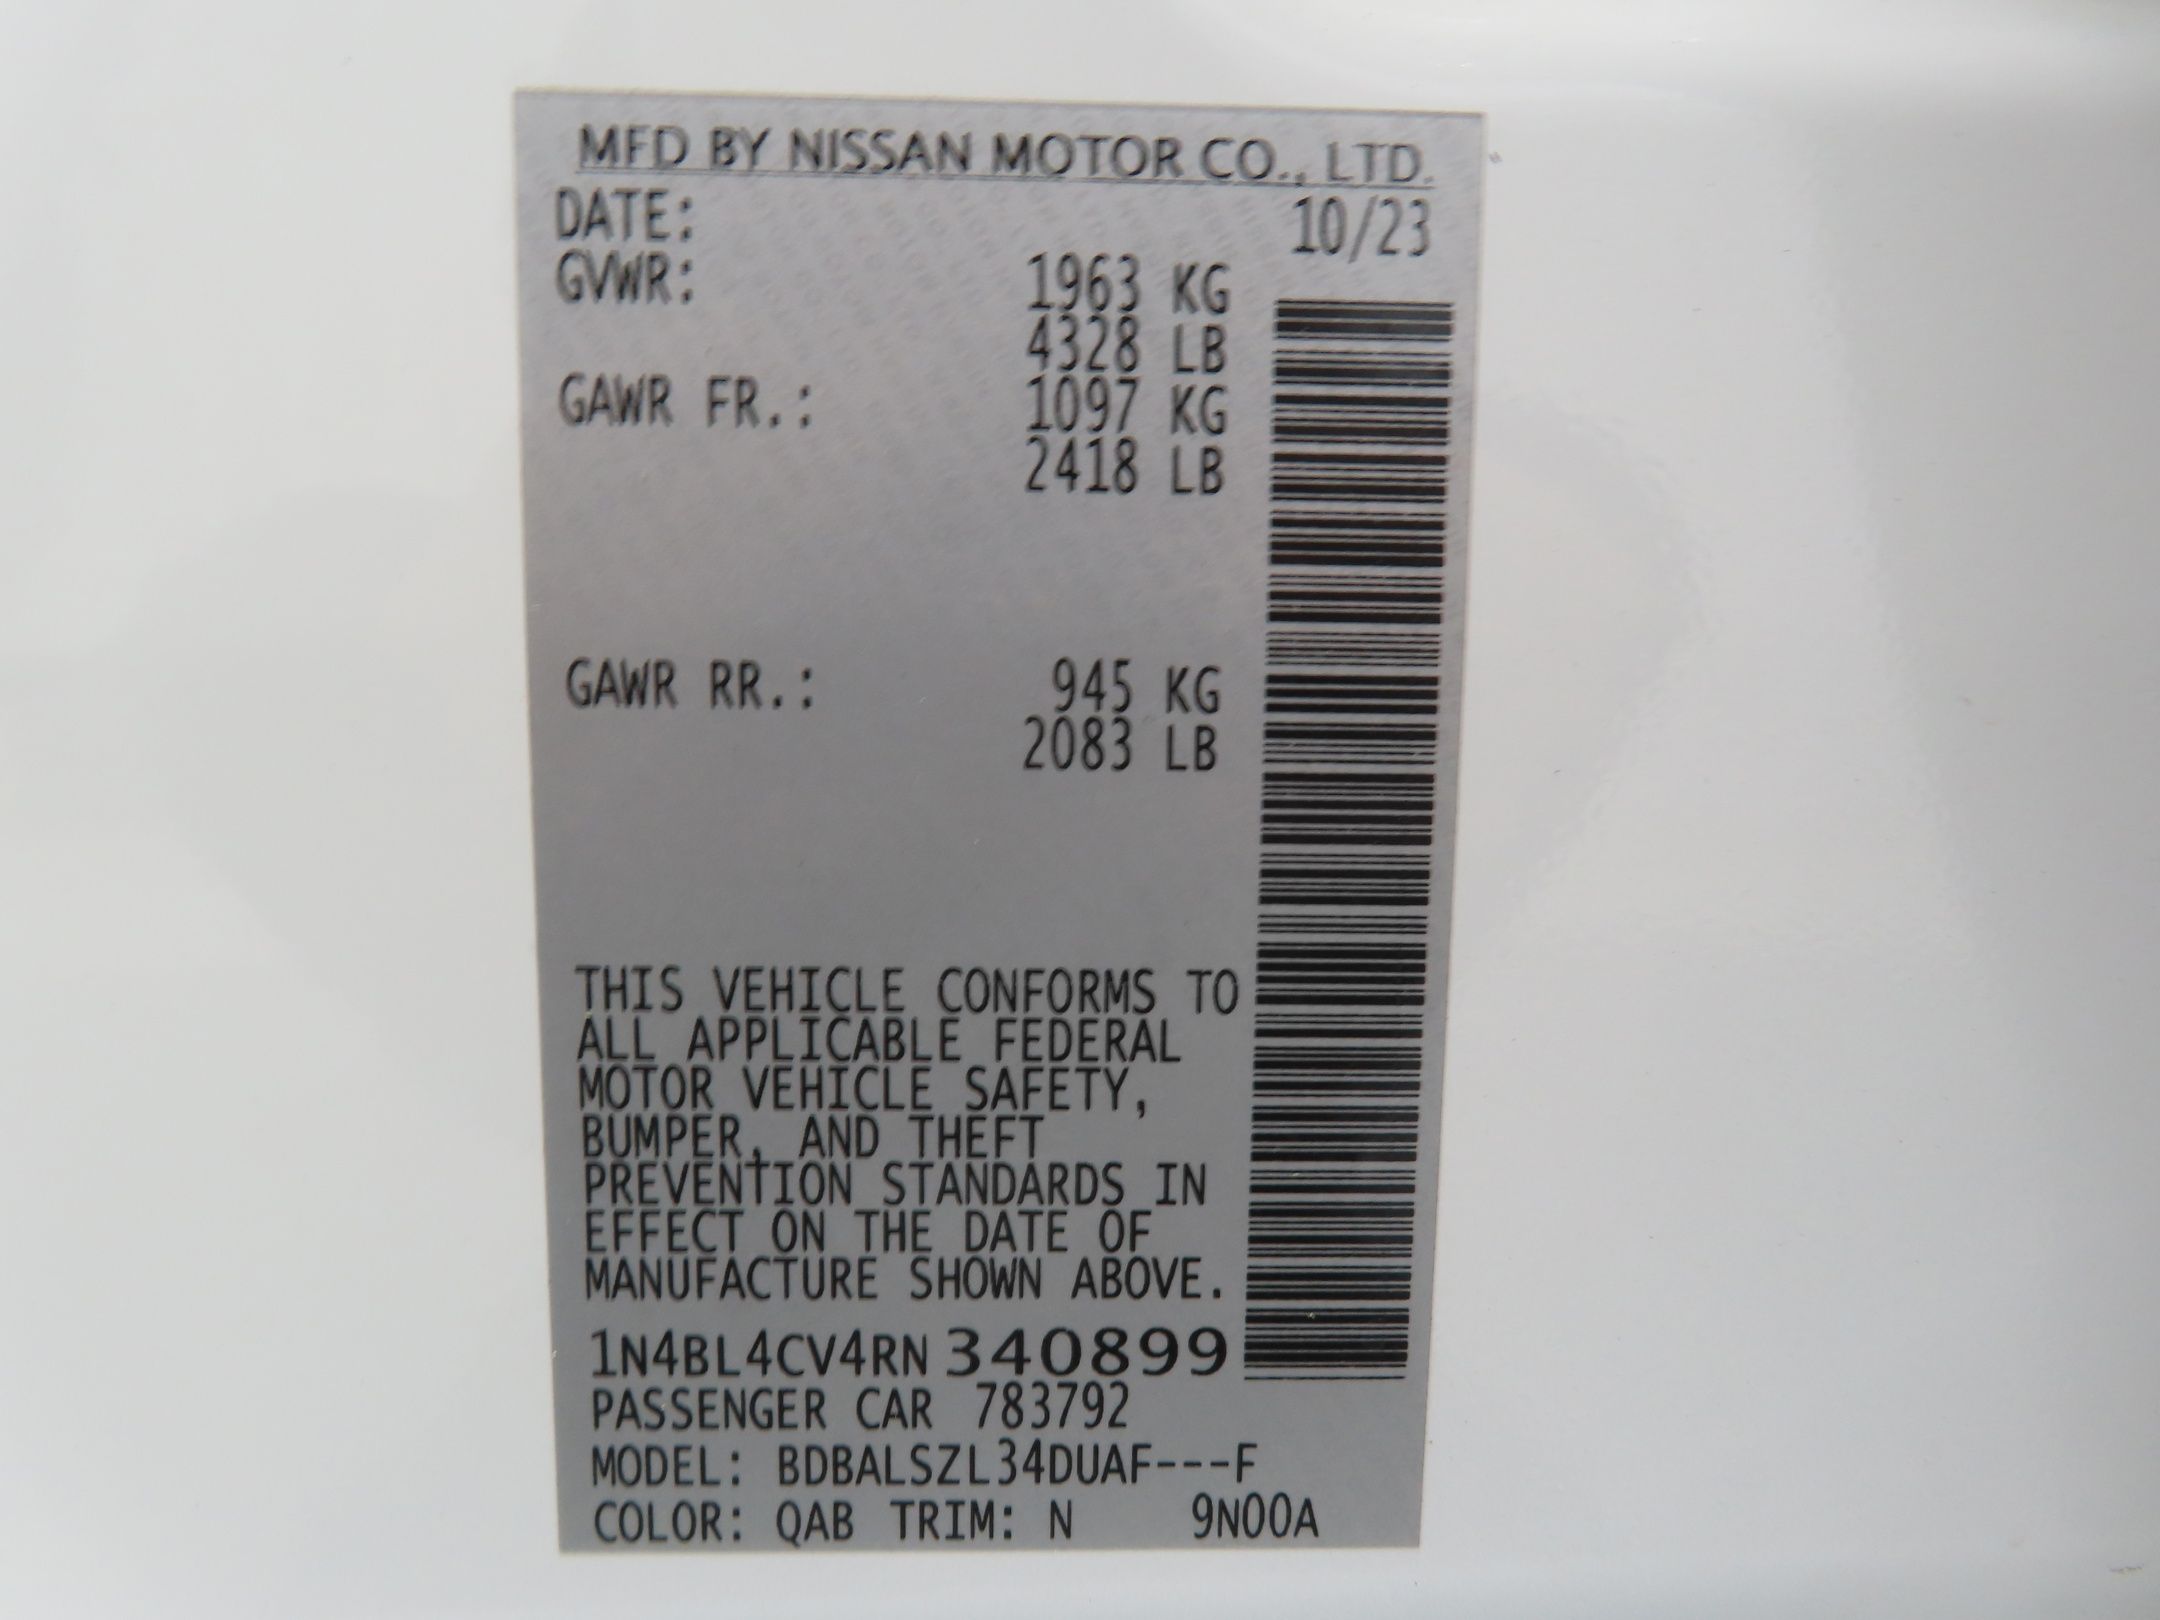 MFD BY NISSAN MOTOR CO., LTD.
DATE: 10/23
GVWR: 1963 KG
4328 LB
GAWR FR.: 1097 KG
2418 LB
GAWR RR.: 945 KG
2083 LB
THIS VEHICLE CONFORMS TO
ALL APPLICABLE FEDERAL
MOTOR VEHICLE SAFETY,
BUMPER, AND THEFT
PREVENTION STANDARDS IN
EFFECT ON THE DATE OF
MANUFACTURE SHOWN ABOVE.
1N4BL4CV4RN340899
PASSENGER CAR 783792
MODEL: BDBALSZL34DUAF---F
COLOR: QAB TRIM: N 9N00A